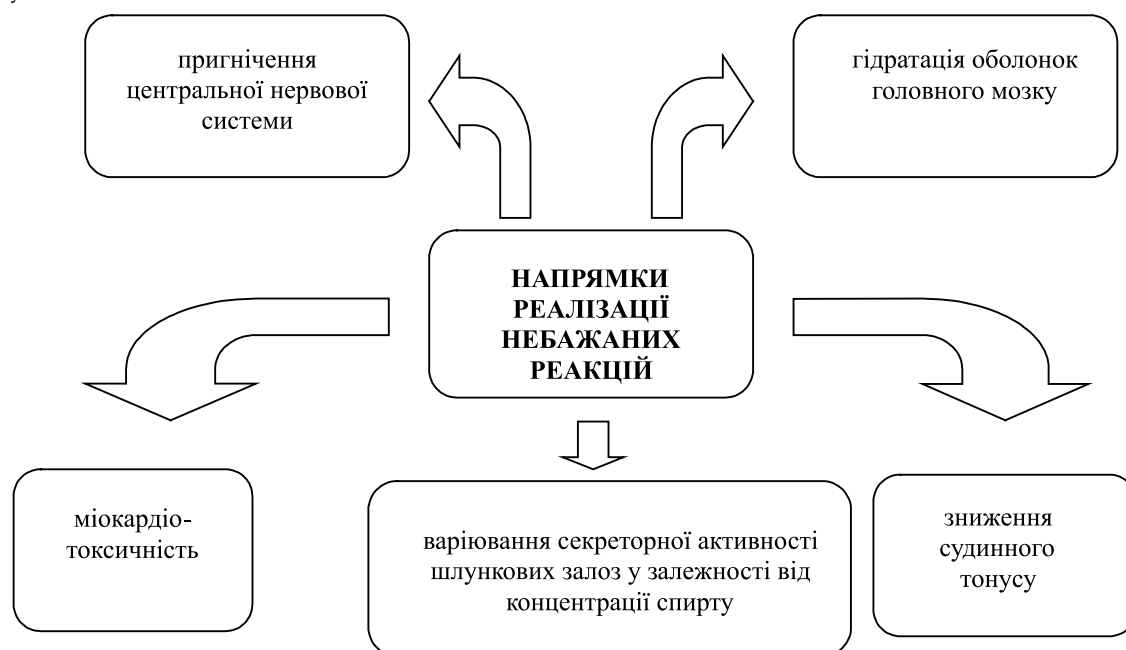 пригнічення
центральної нервової
системи
гідратація оболонок
головного мозку
НАПРЯМКИ
РЕАЛІЗАЦІЇ
НЕБАЖАНИХ
РЕАКЦІЙ
міокардіо-
токсичність
варіювання секреторної активності
шлункових залоз у залежності від
концентрації спирту
зниження
судинного
тонусу